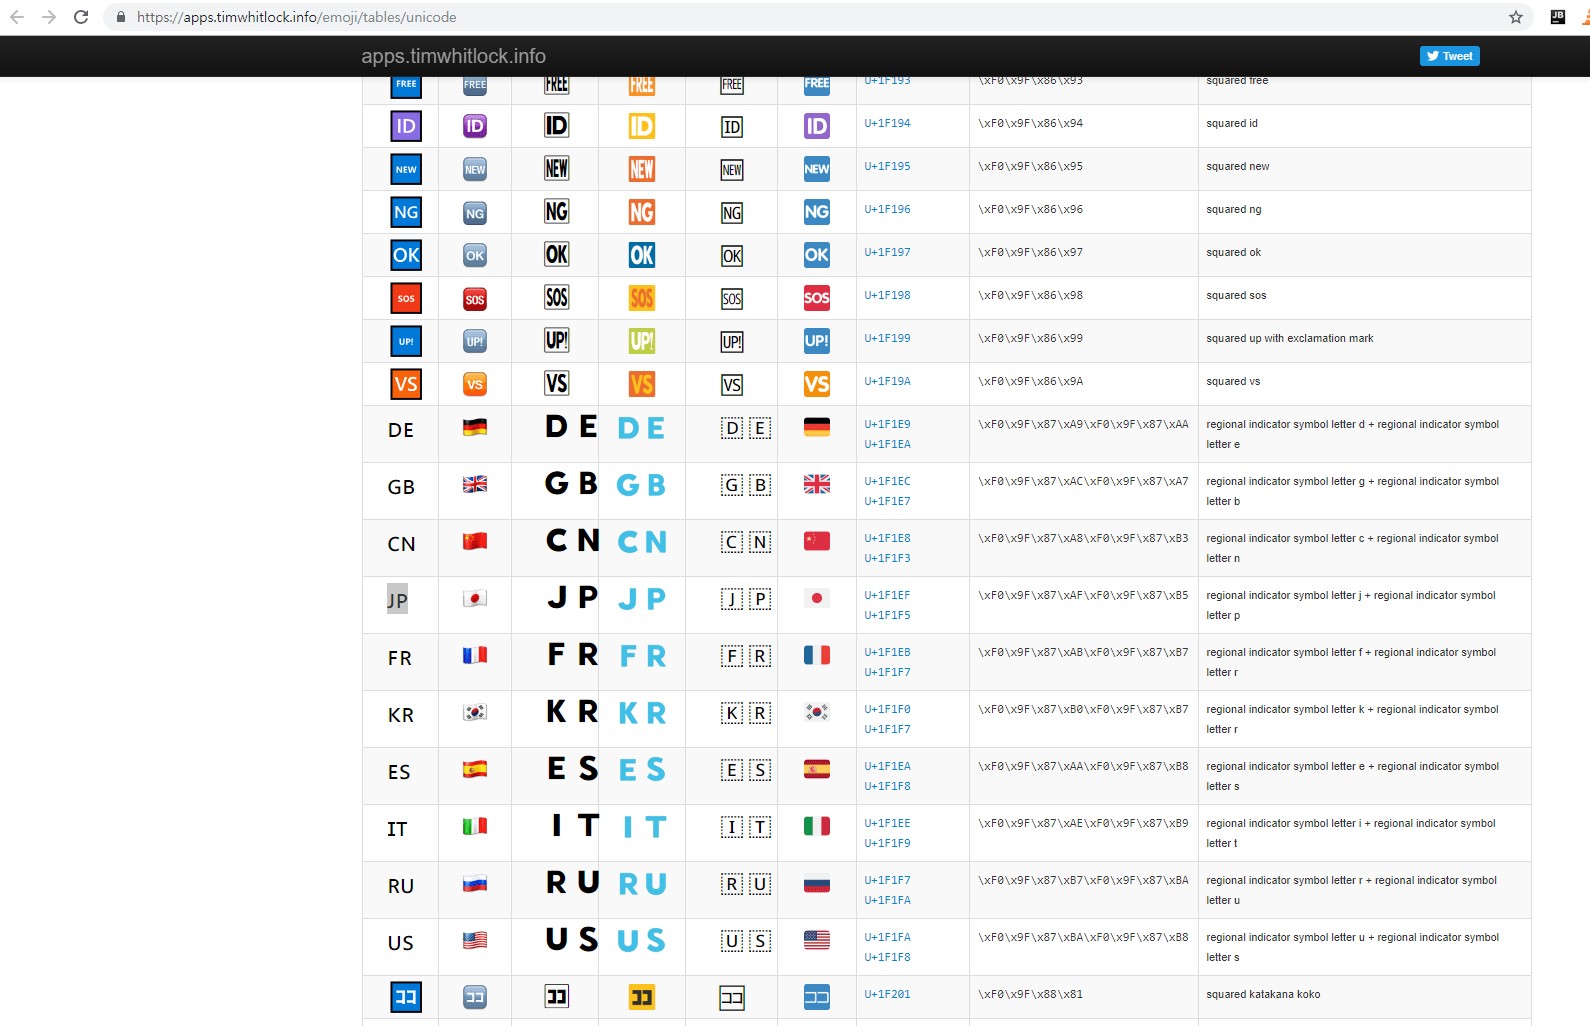 https://apps.timwhitlock.info/emoji/tables/unicode
JB
apps.timwhitlock.info
Tweet
FREE FREE FREE FREE FREE FREE U+1F193 \xF0\x9F\x86\x93 squared free
ID ID ID ID ID ID U+1F194 \xF0\x9F\x86\x94 squared id
NEW NEW NEW NEW NEW NEW U+1F195 \xF0\x9F\x86\x95 squared new
NG NG NG NG NG NG U+1F196 \xF0\x9F\x86\x96 squared ng
OK OK OK OK OK OK U+1F197 \xF0\x9F\x86\x97 squared ok
SOS SOS SOS SOS SOS SOS U+1F198 \xF0\x9F\x86\x98 squared sos
UP! UP! UP! UP! UP! UP! U+1F199 \xF0\x9F\x86\x99 squared up with exclamation mark
VS VS VS VS VS VS U+1F19A \xF0\x9F\x86\x9A squared vs
DE D E D E D E U+1F1E9 \xF0\x9F\x87\xA9\xF0\x9F\x87\xAA regional indicator symbol letter d + regional indicator symbol
U+1F1EA letter e
GB G B G B G B U+1F1EC \xF0\x9F\x87\xAC\xF0\x9F\x87\xA7 regional indicator symbol letter g + regional indicator symbol
U+1F1E7 letter b
CN C N C N C N U+1F1E8 \xF0\x9F\x87\xA8\xF0\x9F\x87\xB3 regional indicator symbol letter c + regional indicator symbol
U+1F1F3 letter n
JP J P J P J P U+1F1EF \xF0\x9F\x87\xAF\xF0\x9F\x87\xB5 regional indicator symbol letter j + regional indicator symbol
U+1F1F5 letter p
FR F R F R F R U+1F1EB \xF0\x9F\x87\xAB\xF0\x9F\x87\xB7 regional indicator symbol letter f + regional indicator symbol
U+1F1F7 letter r
KR K R K R K R U+1F1F0 \xF0\x9F\x87\xB0\xF0\x9F\x87\xB7 regional indicator symbol letter k + regional indicator symbol
U+1F1F7 letter r
ES E S E S E S U+1F1EA \xF0\x9F\x87\xAA\xF0\x9F\x87\xB8 regional indicator symbol letter e + regional indicator symbol
U+1F1F8 letter s
IT I T I T I T U+1F1EE \xF0\x9F\x87\xAE\xF0\x9F\x87\xB9 regional indicator symbol letter i + regional indicator symbol
U+1F1F9 letter t
RU R U R U R U U+1F1F7 \xF0\x9F\x87\xB7\xF0\x9F\x87\xBA regional indicator symbol letter r + regional indicator symbol
U+1F1FA letter u
US U S U S U S U+1F1FA \xF0\x9F\x87\xBA\xF0\x9F\x87\xB8 regional indicator symbol letter u + regional indicator symbol
U+1F1F8 letter s
ココ ココ ココ ココ ココ ココ U+1F201 \xF0\x9F\x88\x81 squared katakana koko